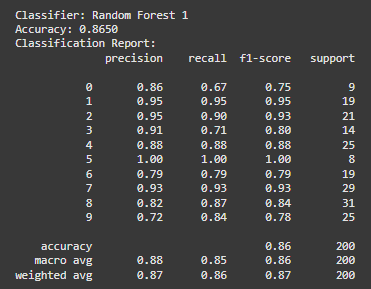 Classifier: Random Forest 1
Accuracy: 0.8650
Classification Report:
precision recall f1-score support
0 0.86 0.67 0.75 9
1 0.95 0.95 0.95 19
2 0.95 0.90 0.93 21
3 0.91 0.71 0.80 14
4 0.88 0.88 0.88 25
5 1.00 1.00 1.00 8
6 0.79 0.79 0.79 19
7 0.93 0.93 0.93 29
8 0.82 0.87 0.84 31
9 0.72 0.84 0.78 25
accuracy 0.86 200
macro avg 0.88 0.85 0.86 200
weighted avg 0.87 0.86 0.87 200